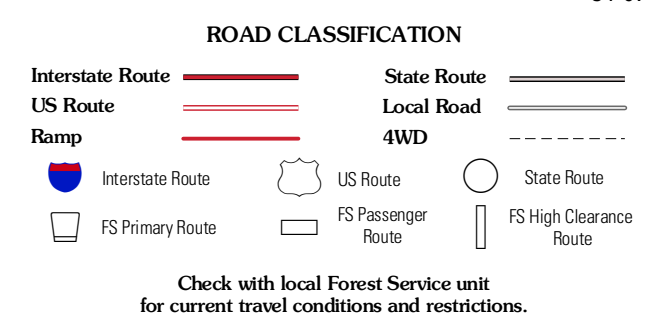 ROAD CLASSIFICATION
Interstate Route
State Route
US Route
Local Road
Ramp
4WD
Interstate Route
US Route
State Route
FS Primary Route
FS Passenger
Route
FS High Clearance
Route
Check with local Forest Service unit
for current travel conditions and restrictions.